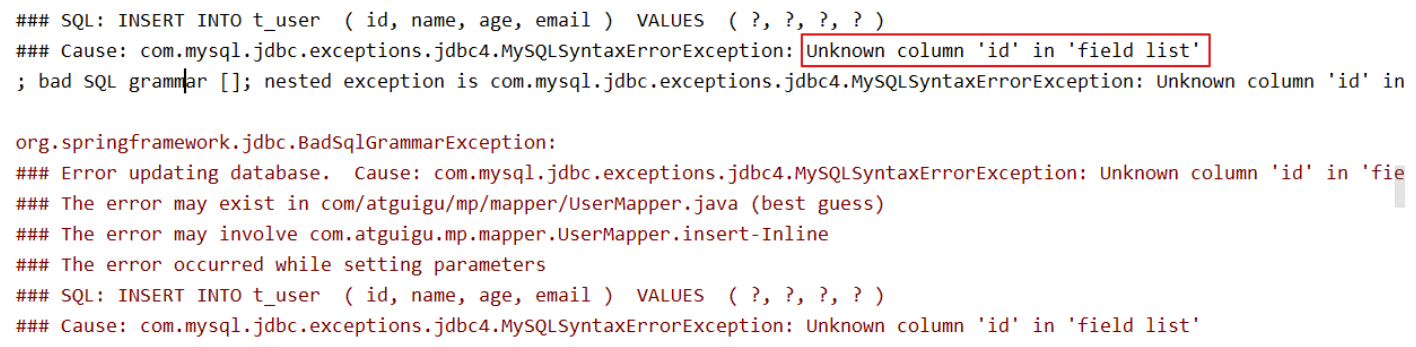 ### SQL: INSERT INTO t_user  ( id, name, age, email )  VALUES  ( ?, ?, ?, ? )
### Cause: com.mysql.jdbc.exceptions.jdbc4.MySQLSyntaxErrorException: Unknown column 'id' in 'field list'
; bad SQL grammar []; nested exception is com.mysql.jdbc.exceptions.jdbc4.MySQLSyntaxErrorException: Unknown column 'id' in
org.springframework.jdbc.BadSqlGrammarException:
### Error updating database.  Cause: com.mysql.jdbc.exceptions.jdbc4.MySQLSyntaxErrorException: Unknown column 'id' in 'fie
### The error may exist in com/atguigu/mp/mapper/UserMapper.java (best guess)
### The error may involve com.atguigu.mp.mapper.UserMapper.insert-Inline
### The error occurred while setting parameters
### SQL: INSERT INTO t_user  ( id, name, age, email )  VALUES  ( ?, ?, ?, ? )
### Cause: com.mysql.jdbc.exceptions.jdbc4.MySQLSyntaxErrorException: Unknown column 'id' in 'field list'